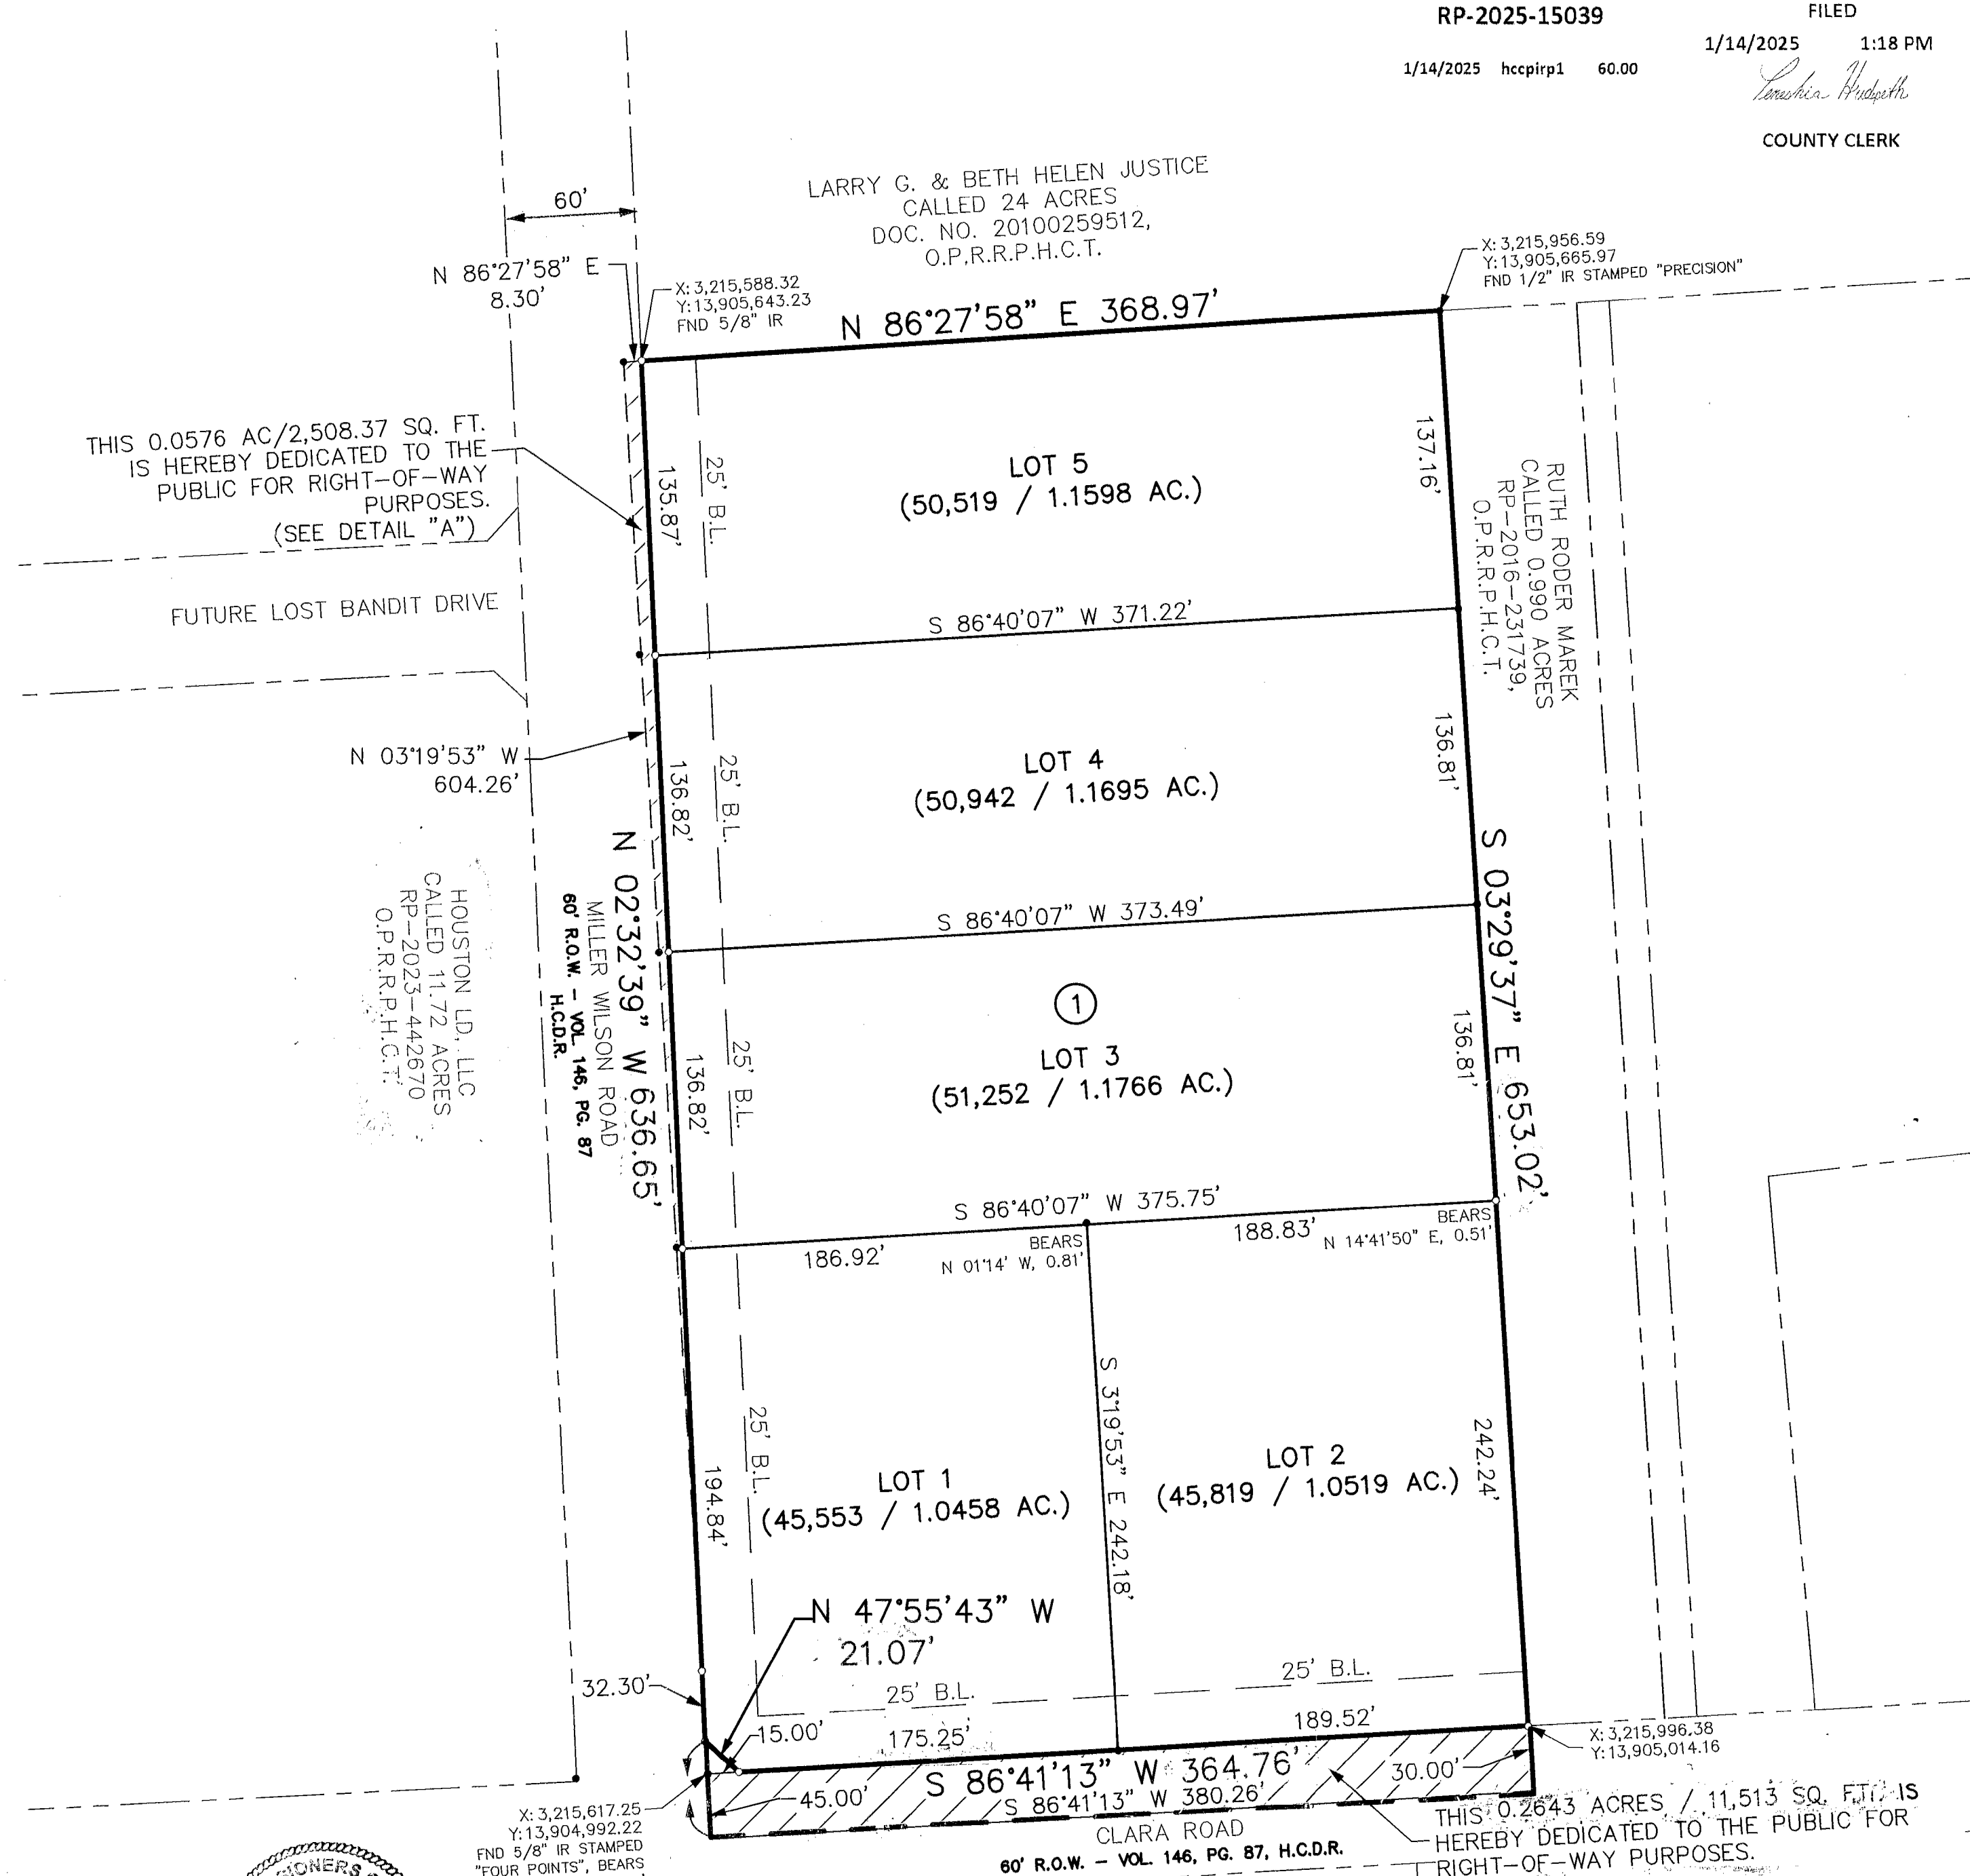 RP-2025-15039
FILED
1/14/2025 1:18 PM
1/14/2025 hccpirp1 60.00
Teneshia Hudspeth
COUNTY CLERK
LARRY G. & BETH HELEN JUSTICE
CALLED 24 ACRES
DOC. NO. 20100259512,
O.P.R.R.P.H.C.T.
60'
N 86°27'58" E
8.30'
X: 3,215,588.32
Y: 13,905,643.23
FND 5/8" IR
N 86°27'58" E 368.97'
X: 3,215,956.59
Y: 13,905,665.97
FND 1/2" IR STAMPED "PRECISION"
THIS 0.0576 AC/2,508.37 SQ. FT.
IS HEREBY DEDICATED TO THE
PUBLIC FOR RIGHT-OF-WAY
PURPOSES.
(SEE DETAIL "A")
135.87'
25' B.L.
LOT 5
(50,519 / 1.1598 AC.)
137.16'
RUTH RODER MAREK
CALLED 0.990 ACRES
RP-2016-231739,
O.P.R.R.P.H.C.T.
FUTURE LOST BANDIT DRIVE
S 86°40'07" W 371.22'
N 03°19'53" W
604.26'
136.82'
25' B.L.
LOT 4
(50,942 / 1.1695 AC.)
136.81'
S 86°40'07" W 373.49'
HOUSTON LD, LLC
CALLED 11.72 ACRES
RP-2023-442670
O.P.R.R.P.H.C.T.
N 02°32'39" W 636.65'
MILLER WILSON ROAD
60' R.O.W. - VOL. 146, PG. 87
H.C.D.R.
S 03°29'37" E 653.02'
136.82'
25' B.L.
1
LOT 3
(51,252 / 1.1766 AC.)
136.81'
S 86°40'07" W 375.75'
186.92'
BEARS
N 01°14' W, 0.81'
188.83'
BEARS
N 14°41'50" E, 0.51'
194.84'
25' B.L.
LOT 1
(45,553 / 1.0458 AC.)
S 3°19'53" E 242.18'
LOT 2
(45,819 / 1.0519 AC.)
242.24'
N 47°55'43" W
21.07'
32.30'
25' B.L.
25' B.L.
15.00'
175.25'
189.52'
X: 3,215,996.38
Y: 13,905,014.16
S 86°41'13" W 364.76'
45.00'
30.00'
S 86°41'13" W 380.26'
X: 3,215,617.25
Y: 13,904,992.22
FND 5/8" IR STAMPED
"FOUR POINTS", BEARS
CLARA ROAD
60' R.O.W. - VOL. 146, PG. 87, H.C.D.R.
THIS 0.2643 ACRES / 11,513 SQ. FT. IS
HEREBY DEDICATED TO THE PUBLIC FOR
RIGHT-OF-WAY PURPOSES.